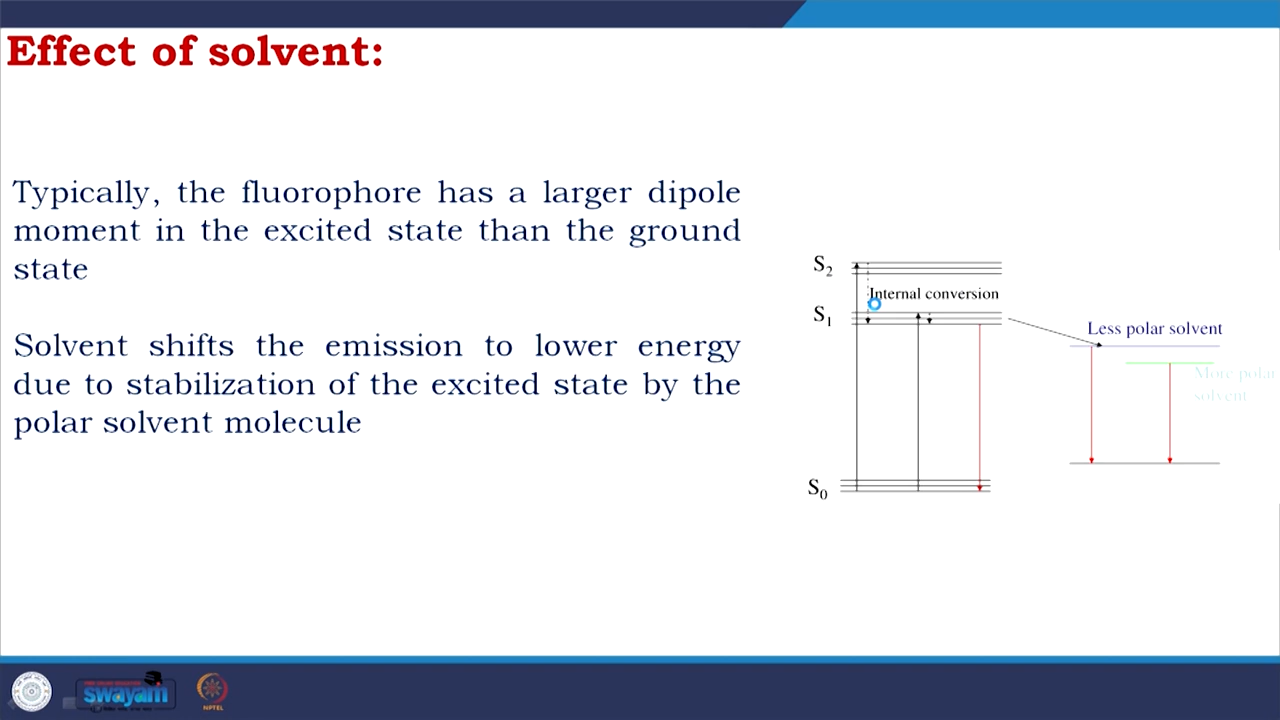 Effect of solvent:
Typically, the fluorophore has a larger dipole
moment in the excited state than the ground
state
Solvent shifts the emission to lower energy
due to stabilization of the excited state by the
polar solvent molecule
S2
Internal conversion
S1
Less polar solvent
More polar
solvent
S0
swayam
NPTEL